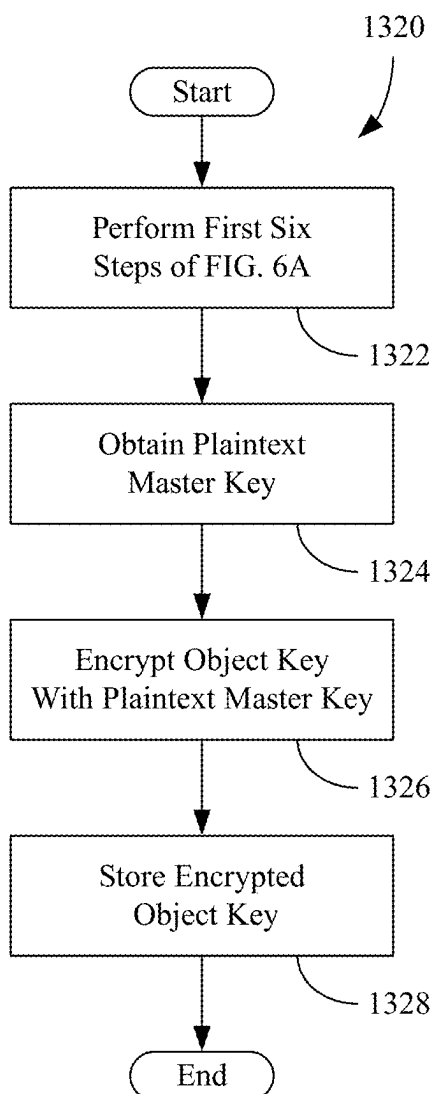 1320
Start
Perform First Six
Steps of FIG. 6A
1322
Obtain Plaintext
Master Key
1324
Encrypt Object Key
With Plaintext Master Key
1326
Store Encrypted
Object Key
1328
End